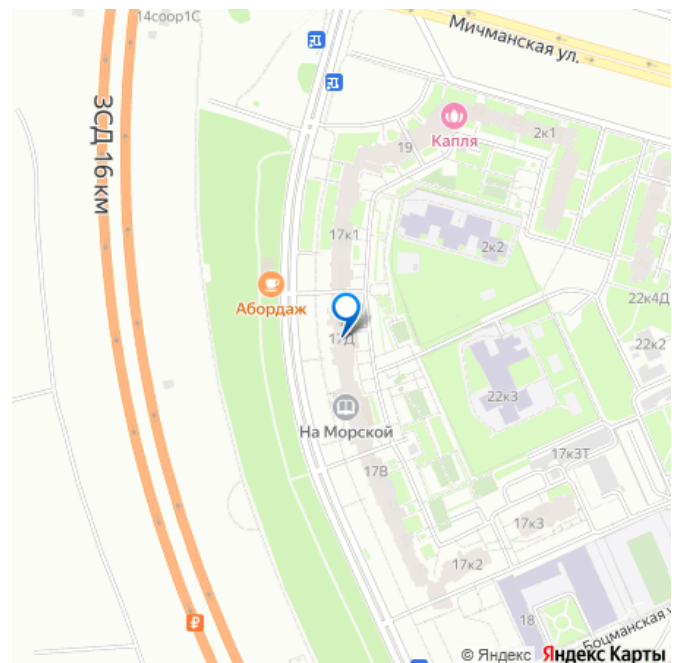 14соор1С
Мичманская ул.
ЗСД 16 км
Капля
2к1
19
17к1
2к2
Абордаж
22к4Д
17Д
22к2
22к3
На Морской
17В
17к3Т
17к3
17к2
18
Боцманская у
© Яндекс Яндекс Карты